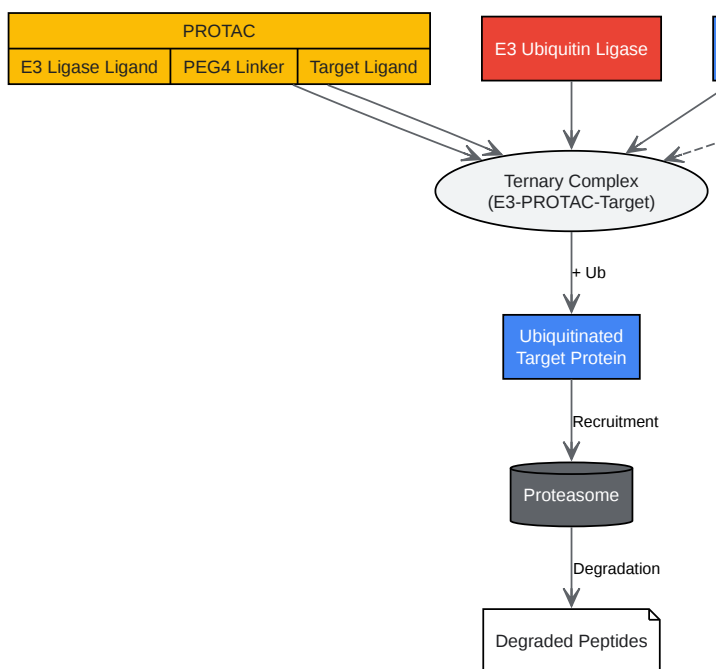 PROTAC
E3 Ligase Ligand
PEG4 Linker
Target Ligand
E3 Ubiquitin Ligase
Ternary Complex
(E3-PROTAC-Target)
+ Ub
Ubiquitinated
Target Protein
Recruitment
Proteasome
Degradation
Degraded Peptides